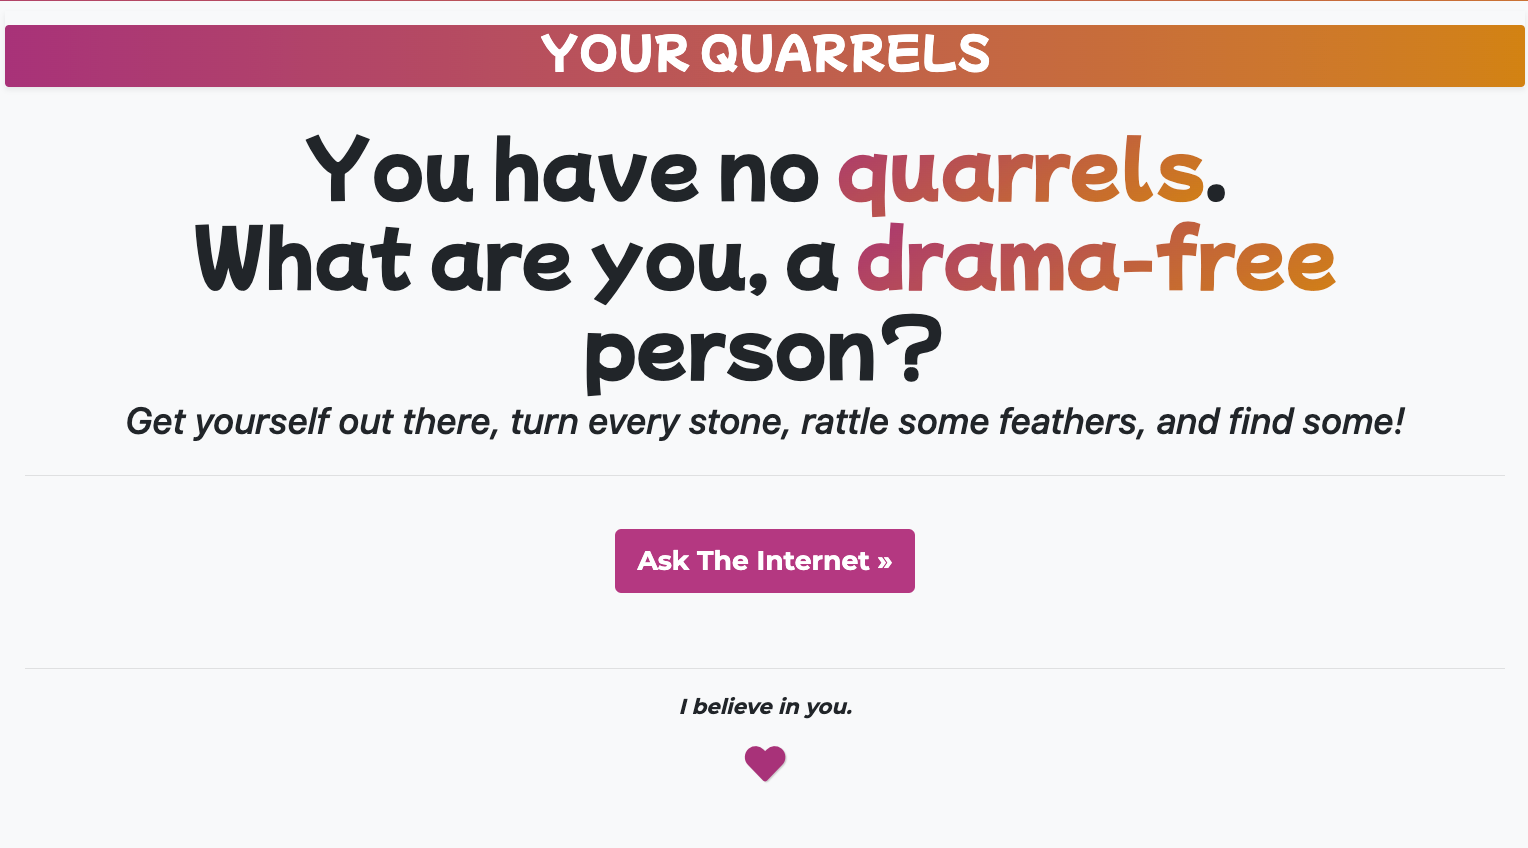 YOUR QUARRELS
You have no quarrels.
What are you, a drama-free
person?
Get yourself out there, turn every stone, rattle some feathers, and find some!
Ask The Internet »
I believe in you.